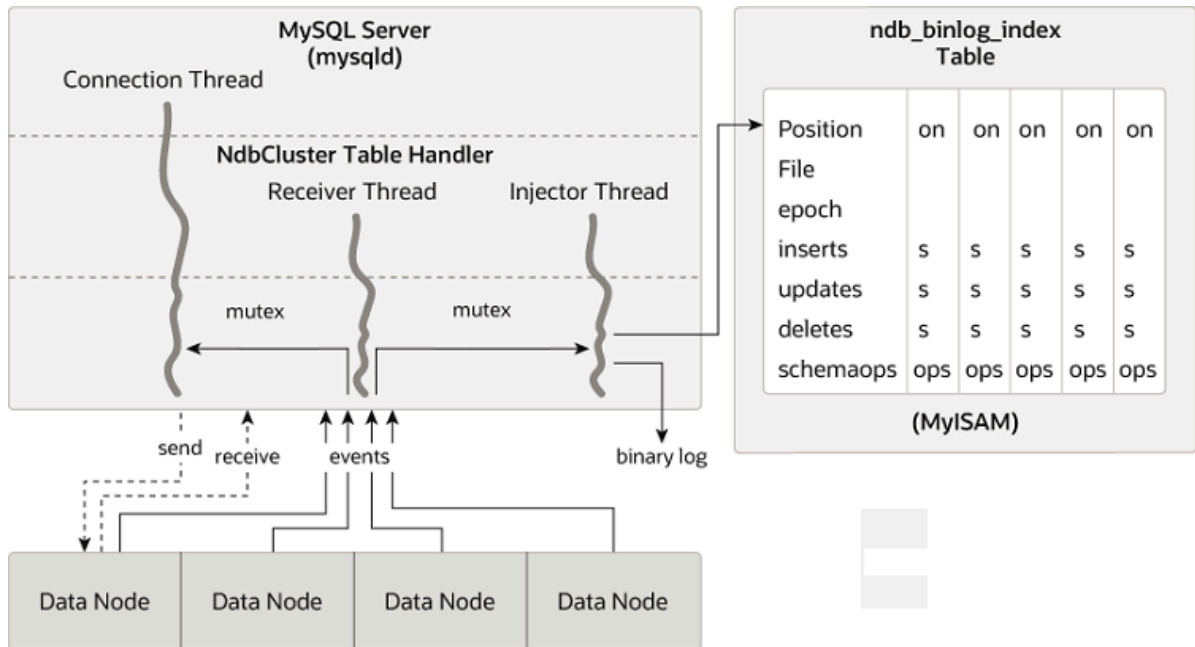 MySQL Server
(mysqld)
Connection Thread
NdbCluster Table Handler
Receiver Thread
Injector Thread
mutex
mutex
send
receive
events
binary log
Data Node
Data Node
Data Node
Data Node
ndb_binlog_index
Table
Position on on on on on
File
epoch
inserts s s s s s
updates s s s s s
deletes s s s s s
schemaops ops ops ops ops ops
(MyISAM)